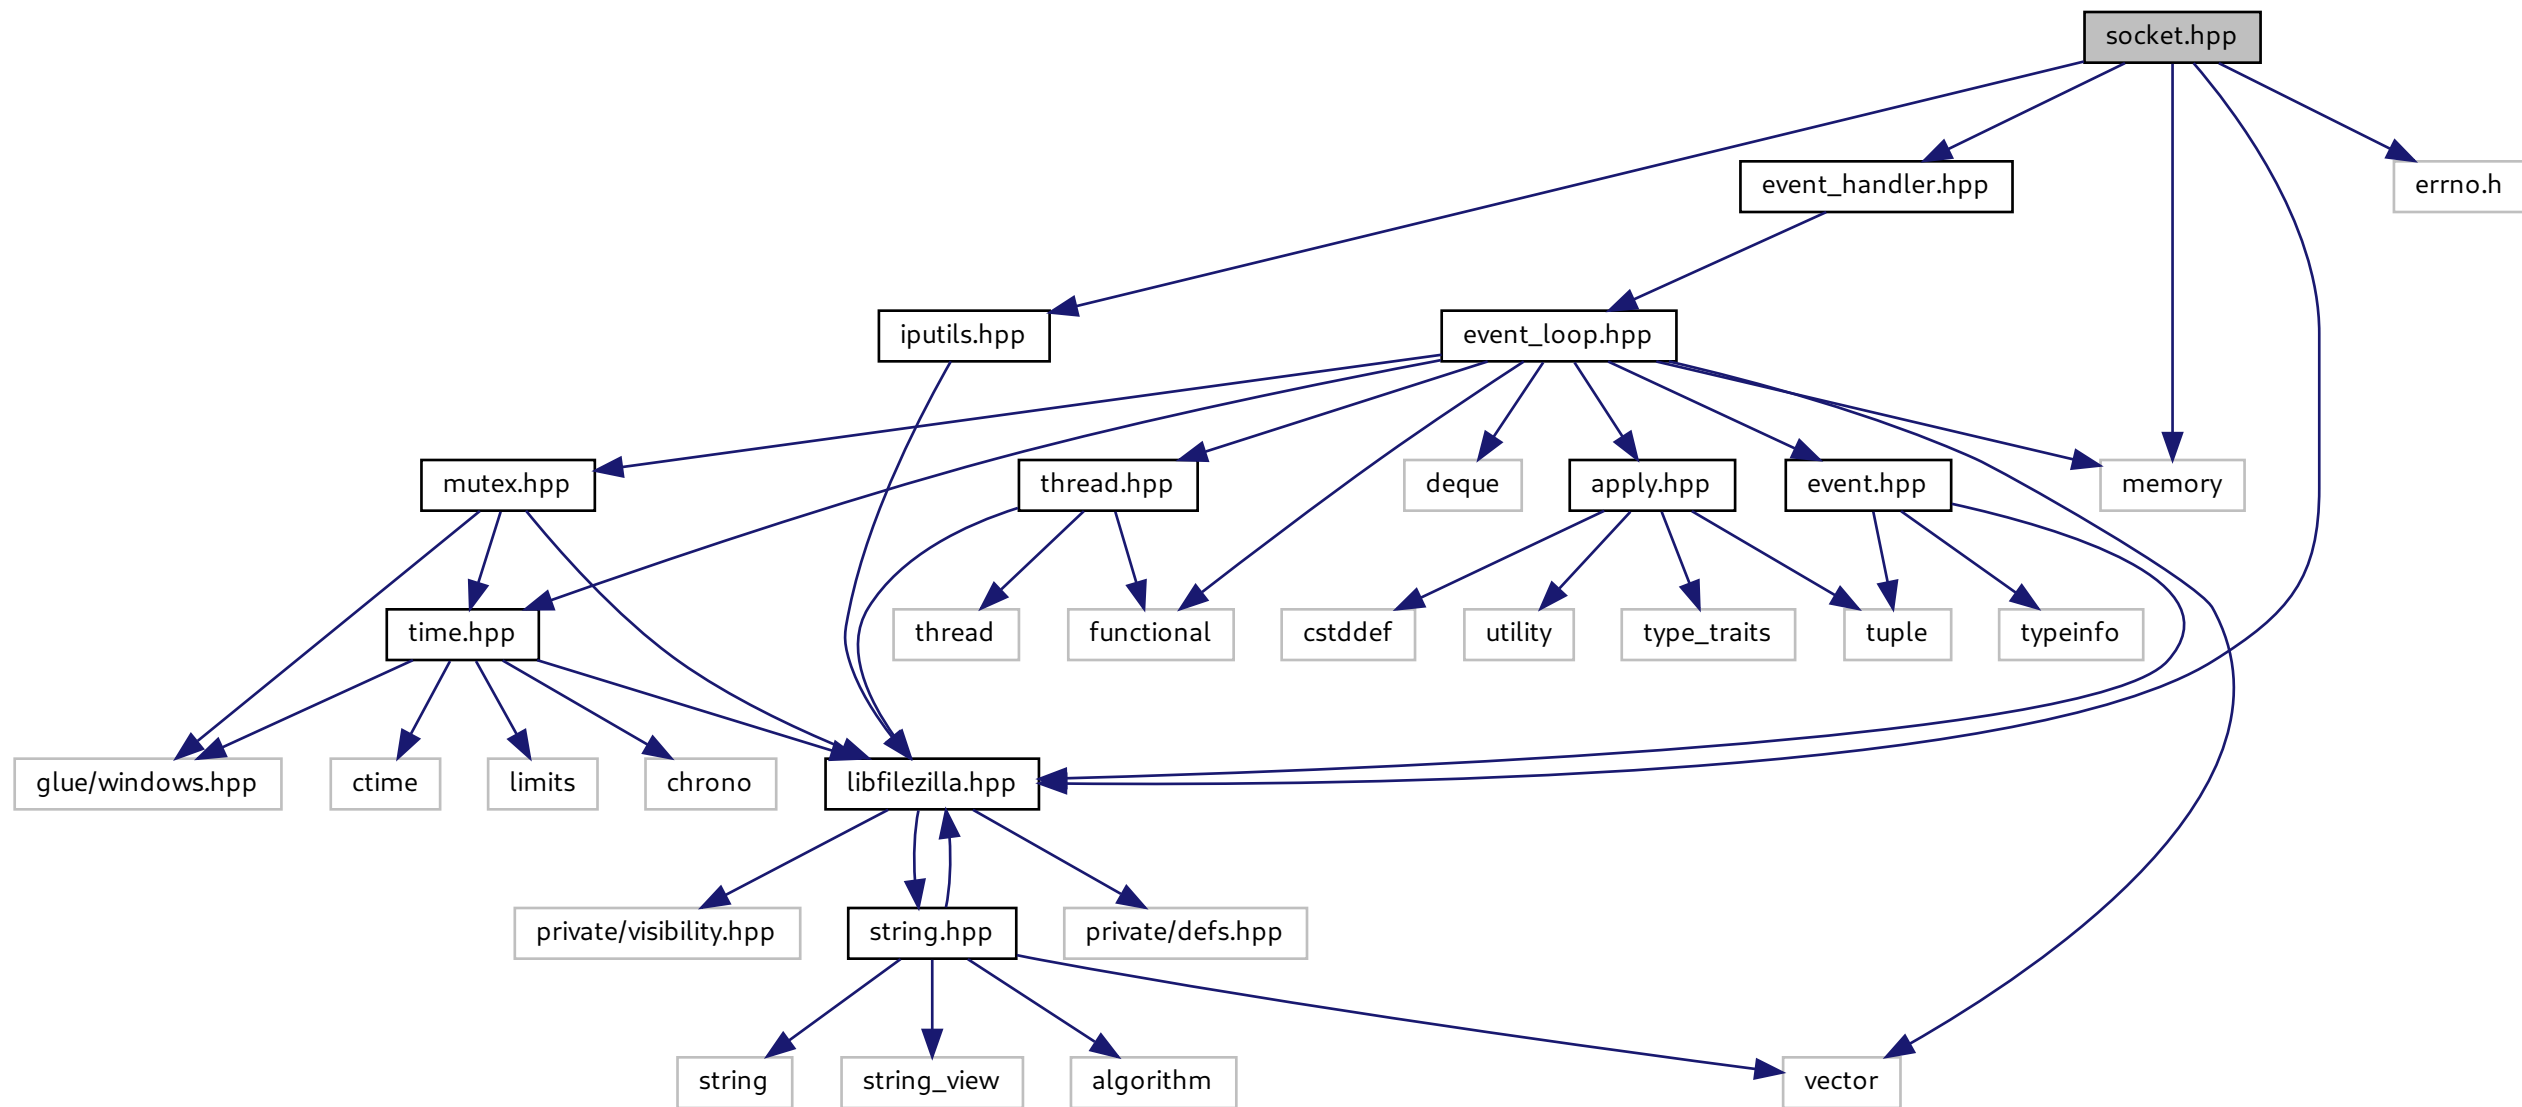 socket.hpp
event_handler.hpp
errno.h
iputils.hpp
event_loop.hpp
mutex.hpp
thread.hpp
deque
apply.hpp
event.hpp
memory
time.hpp
thread
functional
cstddef
utility
type_traits
tuple
typeinfo
glue/windows.hpp
ctime
limits
chrono
libfilezilla.hpp
private/visibility.hpp
string.hpp
private/defs.hpp
string
string_view
algorithm
vector